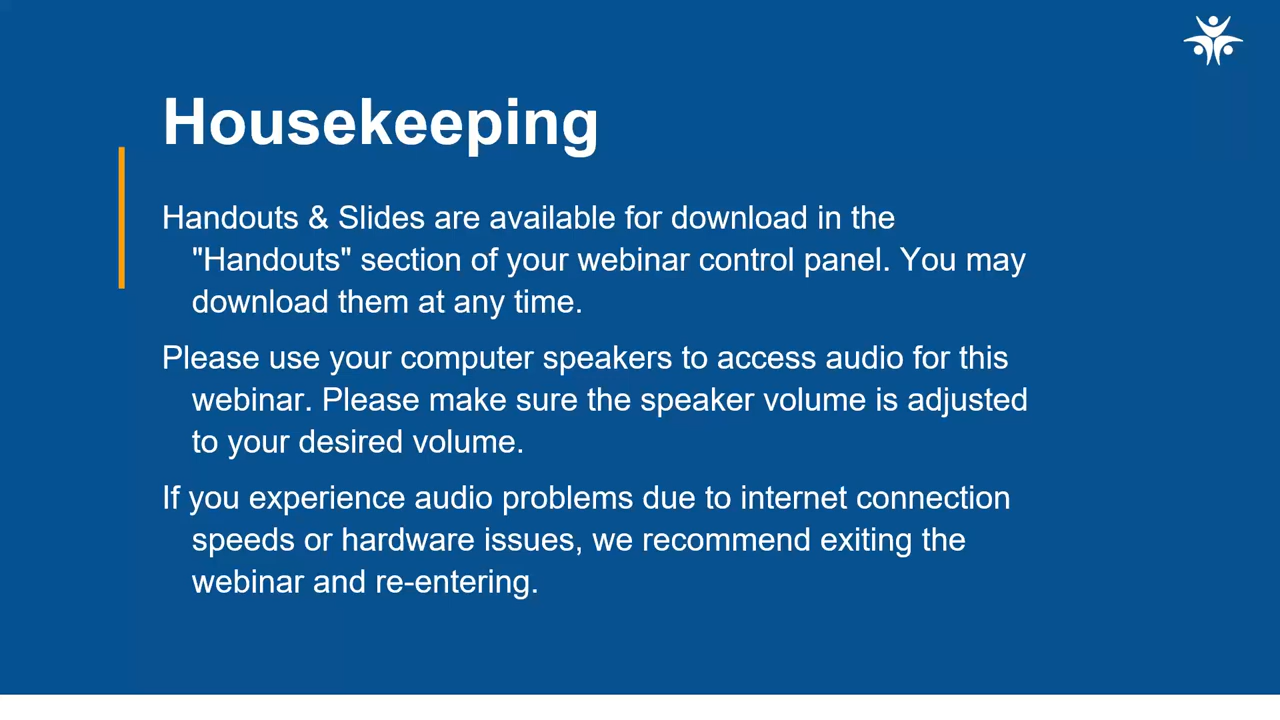 Housekeeping
Handouts & Slides are available for download in the
"Handouts" section of your webinar control panel. You may
download them at any time.
Please use your computer speakers to access audio for this
webinar. Please make sure the speaker volume is adjusted
to your desired volume.
If you experience audio problems due to internet connection
speeds or hardware issues, we recommend exiting the
webinar and re-entering.